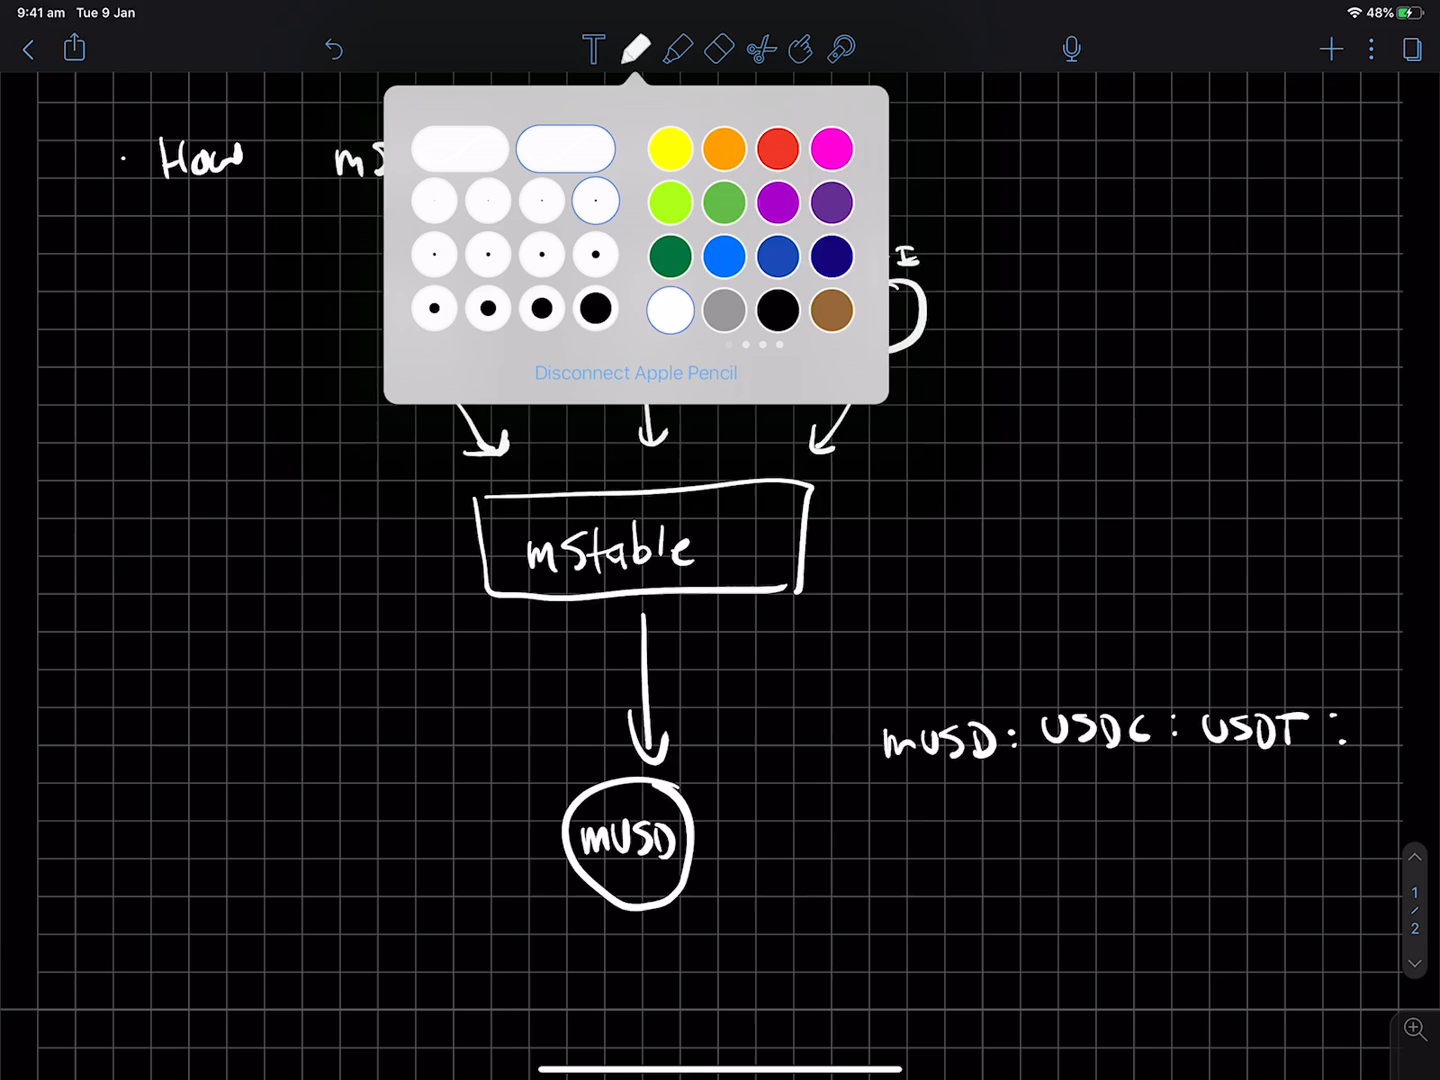 9:41 am Tue 9 Jan
48%
T
· How
I
Disconnect Apple Pencil
mStable
mUSD: USDC: USDT:
mUSD
1
/
2